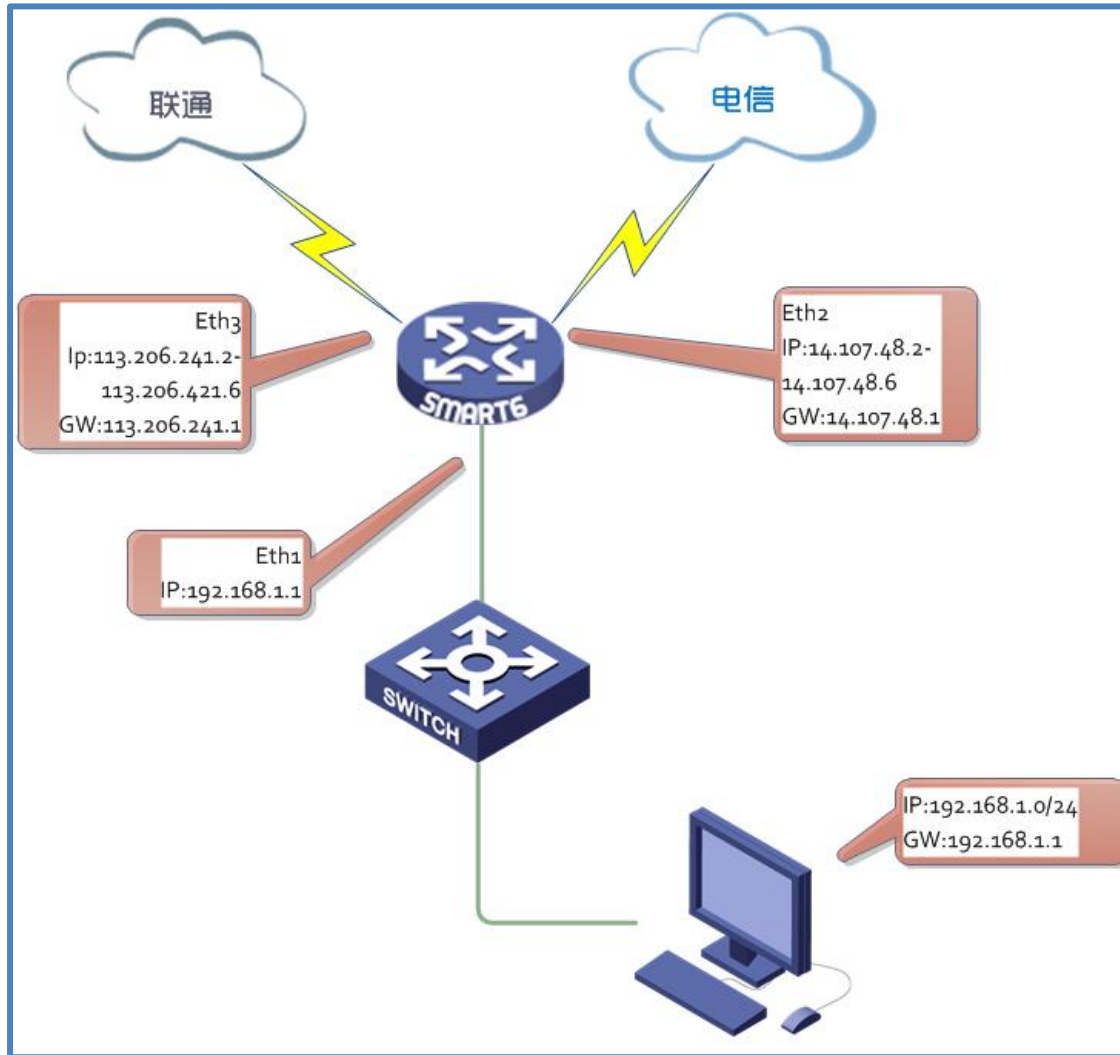 联通
电信
Eth3
Ip:113.206.241.2-
113.206.421.6
GW:113.206.241.1
Eth2
IP:14.107.48.2-
14.107.48.6
GW:14.107.48.1
SMART6
Eth1
IP:192.168.1.1
SWITCH
IP:192.168.1.0/24
GW:192.168.1.1